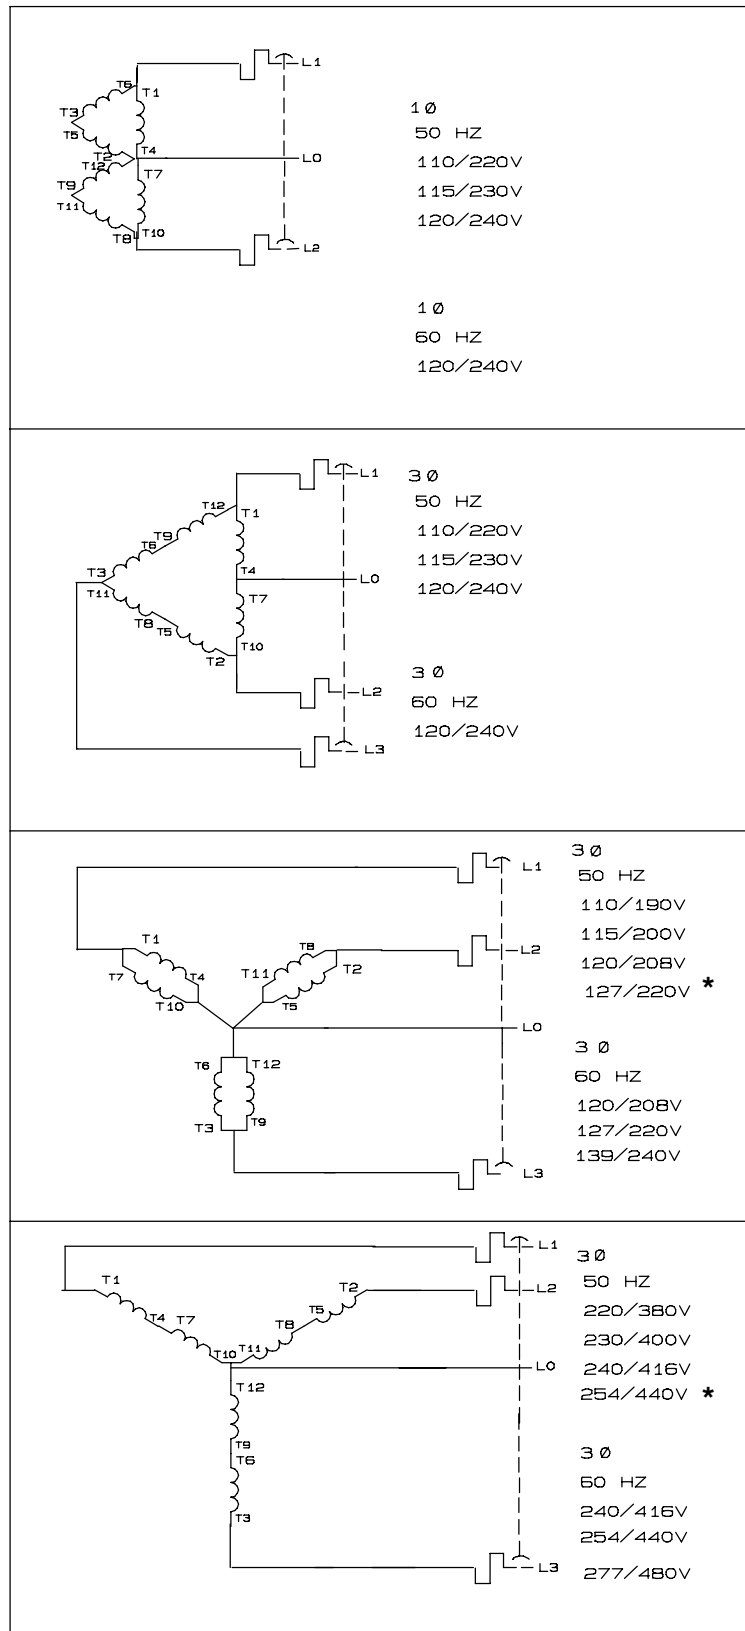 T6
T1
L1
T3
T5
T2
T4
L0
T12
T7
T9
T11
T8
T10
L2
1Ø
50 HZ
110/220V
115/230V
120/240V
1Ø
60 HZ
120/240V
L1
T12
T1
T9
T6
T3
T4
L0
T11
T7
T8
T5
T2
T10
L2
L3
3Ø
50 HZ
110/220V
115/230V
120/240V
3Ø
60 HZ
120/240V
L1
T1
T8
L2
T7
T4
T11
T2
T10
T5
L0
T6
T12
T3
T9
L3
3Ø
50 HZ
110/190V
115/200V
120/208V
127/220V *
3Ø
60 HZ
120/208V
127/220V
139/240V
L1
T1
T2
L2
T4
T7
T8
T5
T10
T11
L0
T12
T9
T6
T3
L3
3Ø
50 HZ
220/380V
230/400V
240/416V
254/440V *
3Ø
60 HZ
240/416V
254/440V
277/480V